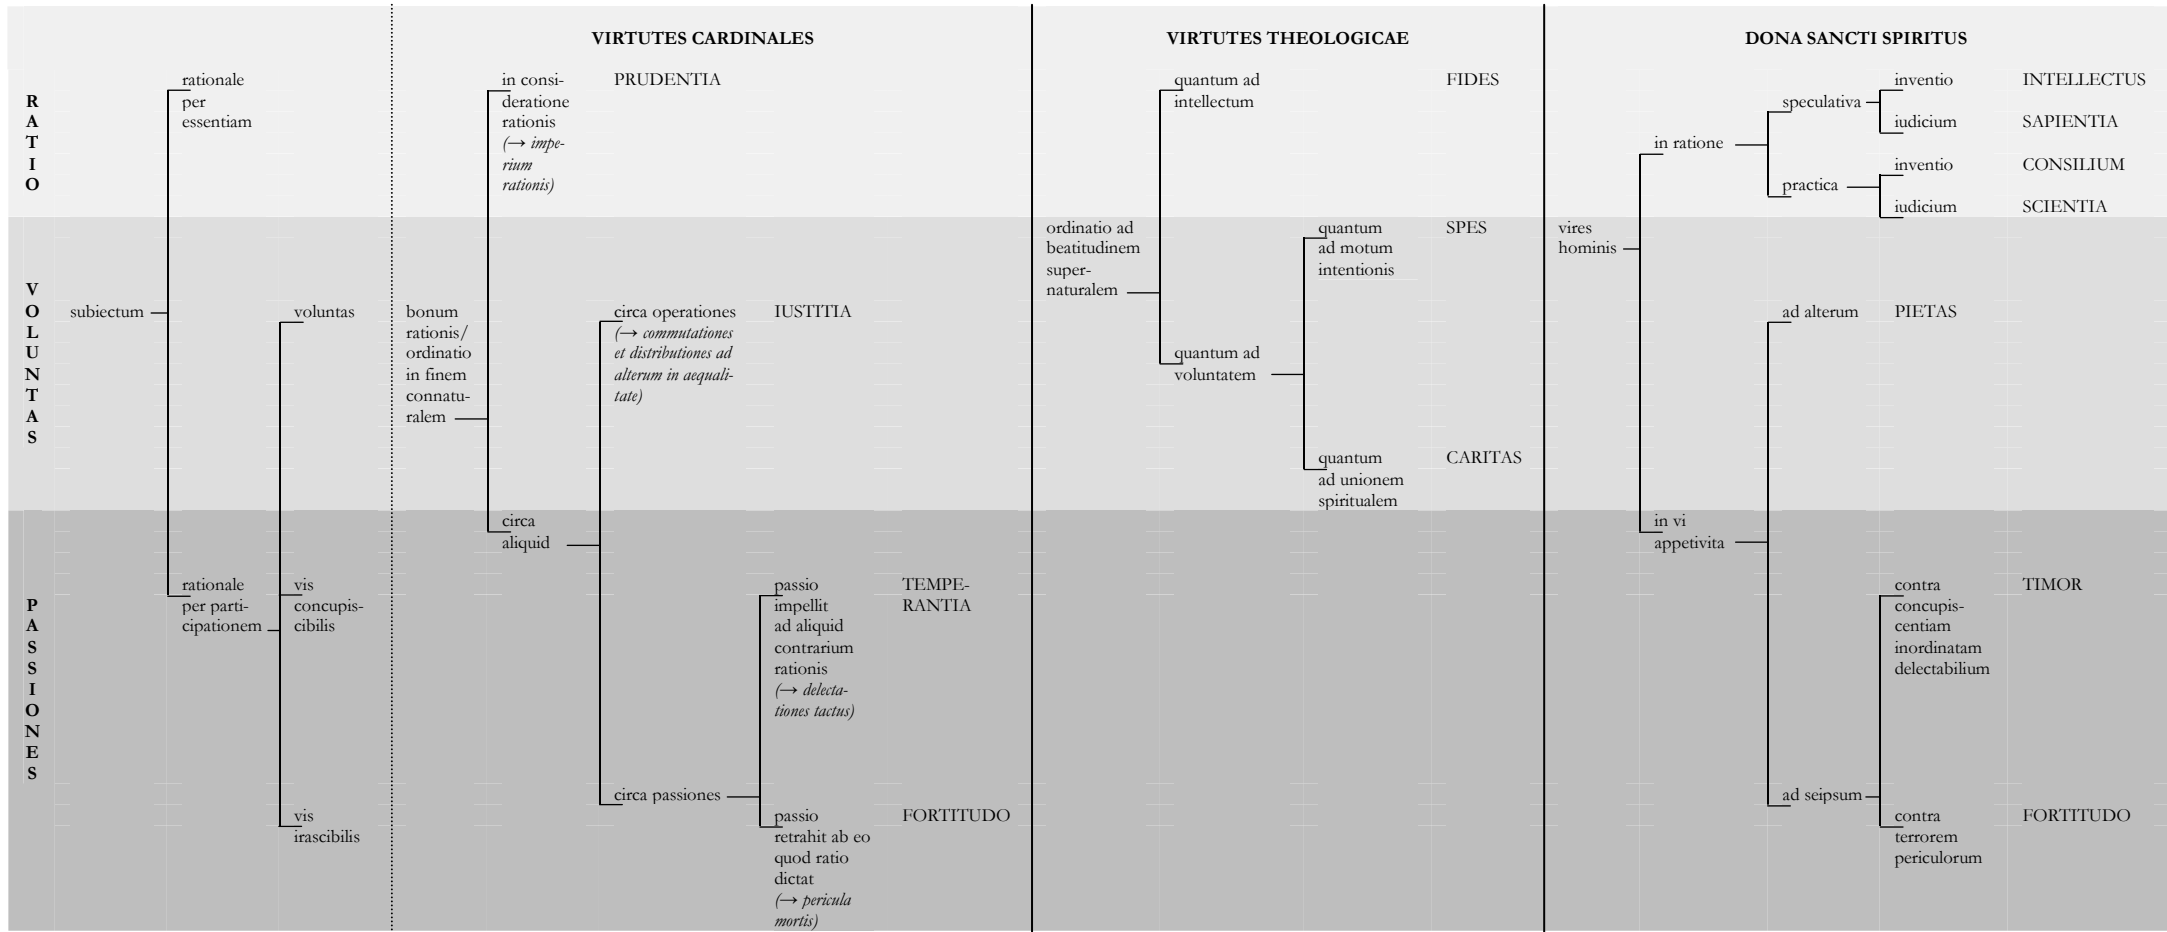 VIRTUTES CARDINALES
VIRTUTES THEOLOGICAE
DONA SANCTI SPIRITUS
RATIO
VOLUNTAS
PASSIONES
subiectum
rationale
per
essentiam
rationale
per parti-
cipationem
voluntas
vis
concupis-
cibilis
vis
irascibilis
bonum
rationis/
ordinatio
in finem
connatu-
ralem
in consi-
deratione
rationis
(→ impe-
rium
rationis)
PRUDENTIA
circa
aliquid
circa operationes
(→ commutationes
et distributiones ad
alterum in aequali-
tate)
IUSTITIA
circa passiones
passio
impellit
ad aliquid
contrarium
rationis
(→ delecta-
tiones tactus)
TEMPE-
RANTIA
passio
retrahit ab eo
quod ratio
dictat
(→ pericula
mortis)
FORTITUDO
ordinatio ad
beatitudinem
super-
naturalem
quantum ad
intellectum
FIDES
quantum ad
voluntatem
quantum
ad motum
intentionis
SPES
quantum
ad unionem
spiritualem
CARITAS
vires
hominis
in ratione
speculativa
inventio
INTELLECTUS
iudicium
SAPIENTIA
practica
inventio
CONSILIUM
iudicium
SCIENTIA
in vi
appetivita
ad alterum
PIETAS
ad seipsum
contra
concupis-
centiam
inordinatam
delectabilium
TIMOR
contra
terrorem
periculorum
FORTITUDO